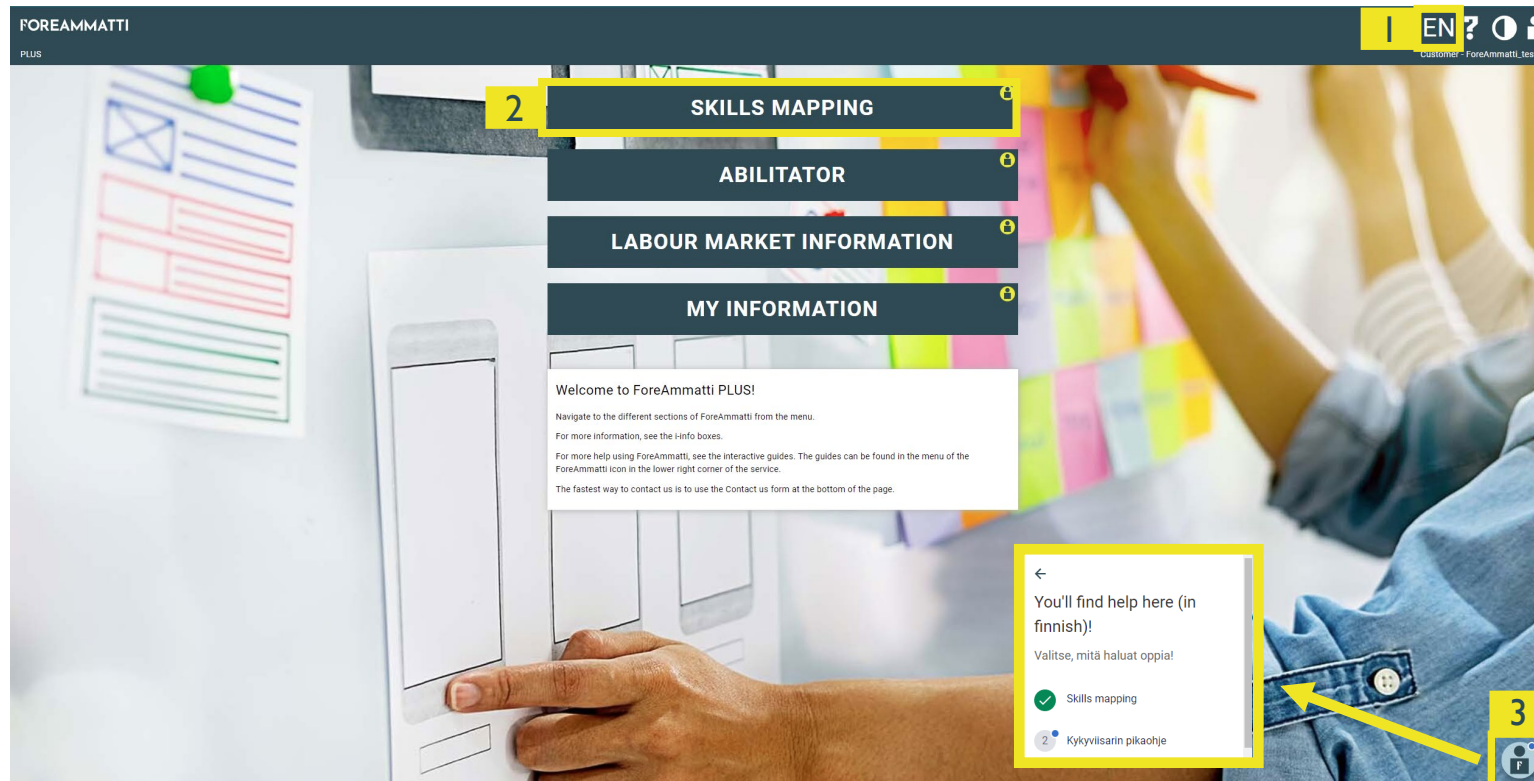 FOREAMMATTI
PLUS
1
EN ?
Customer - ForeAmmatti_tes
2
SKILLS MAPPING
ABILITATOR
LABOUR MARKET INFORMATION
MY INFORMATION
Welcome to ForeAmmatti PLUS!
Navigate to the different sections of ForeAmmatti from the menu.
For more information, see the i-info boxes.
For more help using ForeAmmatti, see the interactive guides. The guides can be found in the menu of the
ForeAmmatti icon in the lower right corner of the service.
The fastest way to contact us is to use the Contact us form at the bottom of the page.
You'll find help here (in
finnish)!
Valitse, mitä haluat oppia!
Skills mapping
2 Kykyviisarin pikaohje
3
F